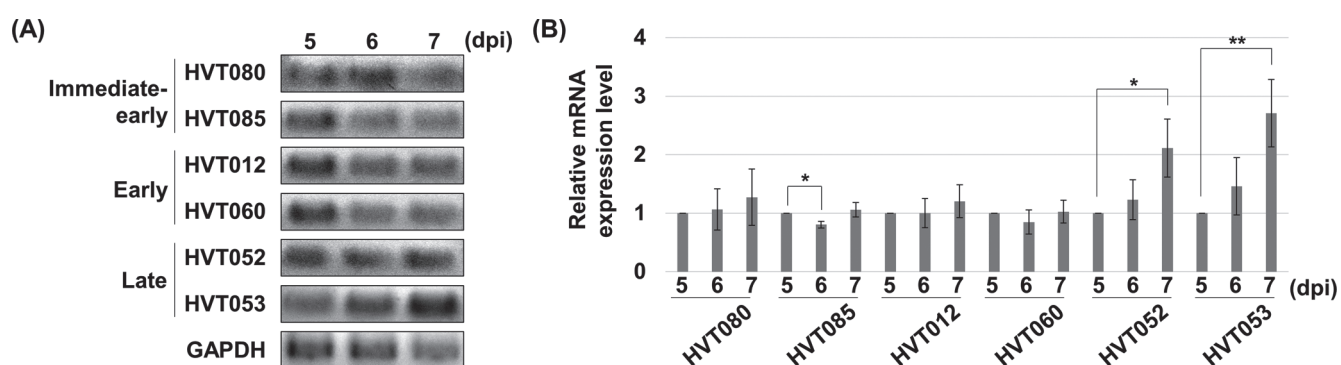 (A)
5 6 7 (dpi)
Immediate-
early
HVT080
HVT085
Early
HVT012
HVT060
Late
HVT052
HVT053
GAPDH
(B)
Relative mRNA
expression level
4
3
2
1
0
*
*
**
5 6 7 5 6 7 5 6 7 5 6 7 5 6 7 5 6 7 (dpi)
HVT080 HVT085 HVT012 HVT060 HVT052 HVT053